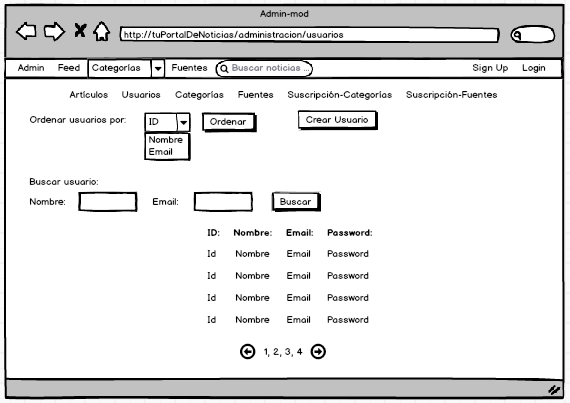 Admin-mod
http://tuPortalDeNoticias/administracion/usuarios
Admin Feed Categorías Fuentes Buscar noticias ... Sign Up Login
Artículos Usuarios Categorías Fuentes Suscripción-Categorías Suscripción-Fuentes
Ordenar usuarios por: ID Ordenar Crear Usuario
Nombre
Email
Buscar usuario:
Nombre: Email: Buscar
ID: Nombre: Email: Password:
Id Nombre Email Password
Id Nombre Email Password
Id Nombre Email Password
Id Nombre Email Password
1, 2, 3, 4